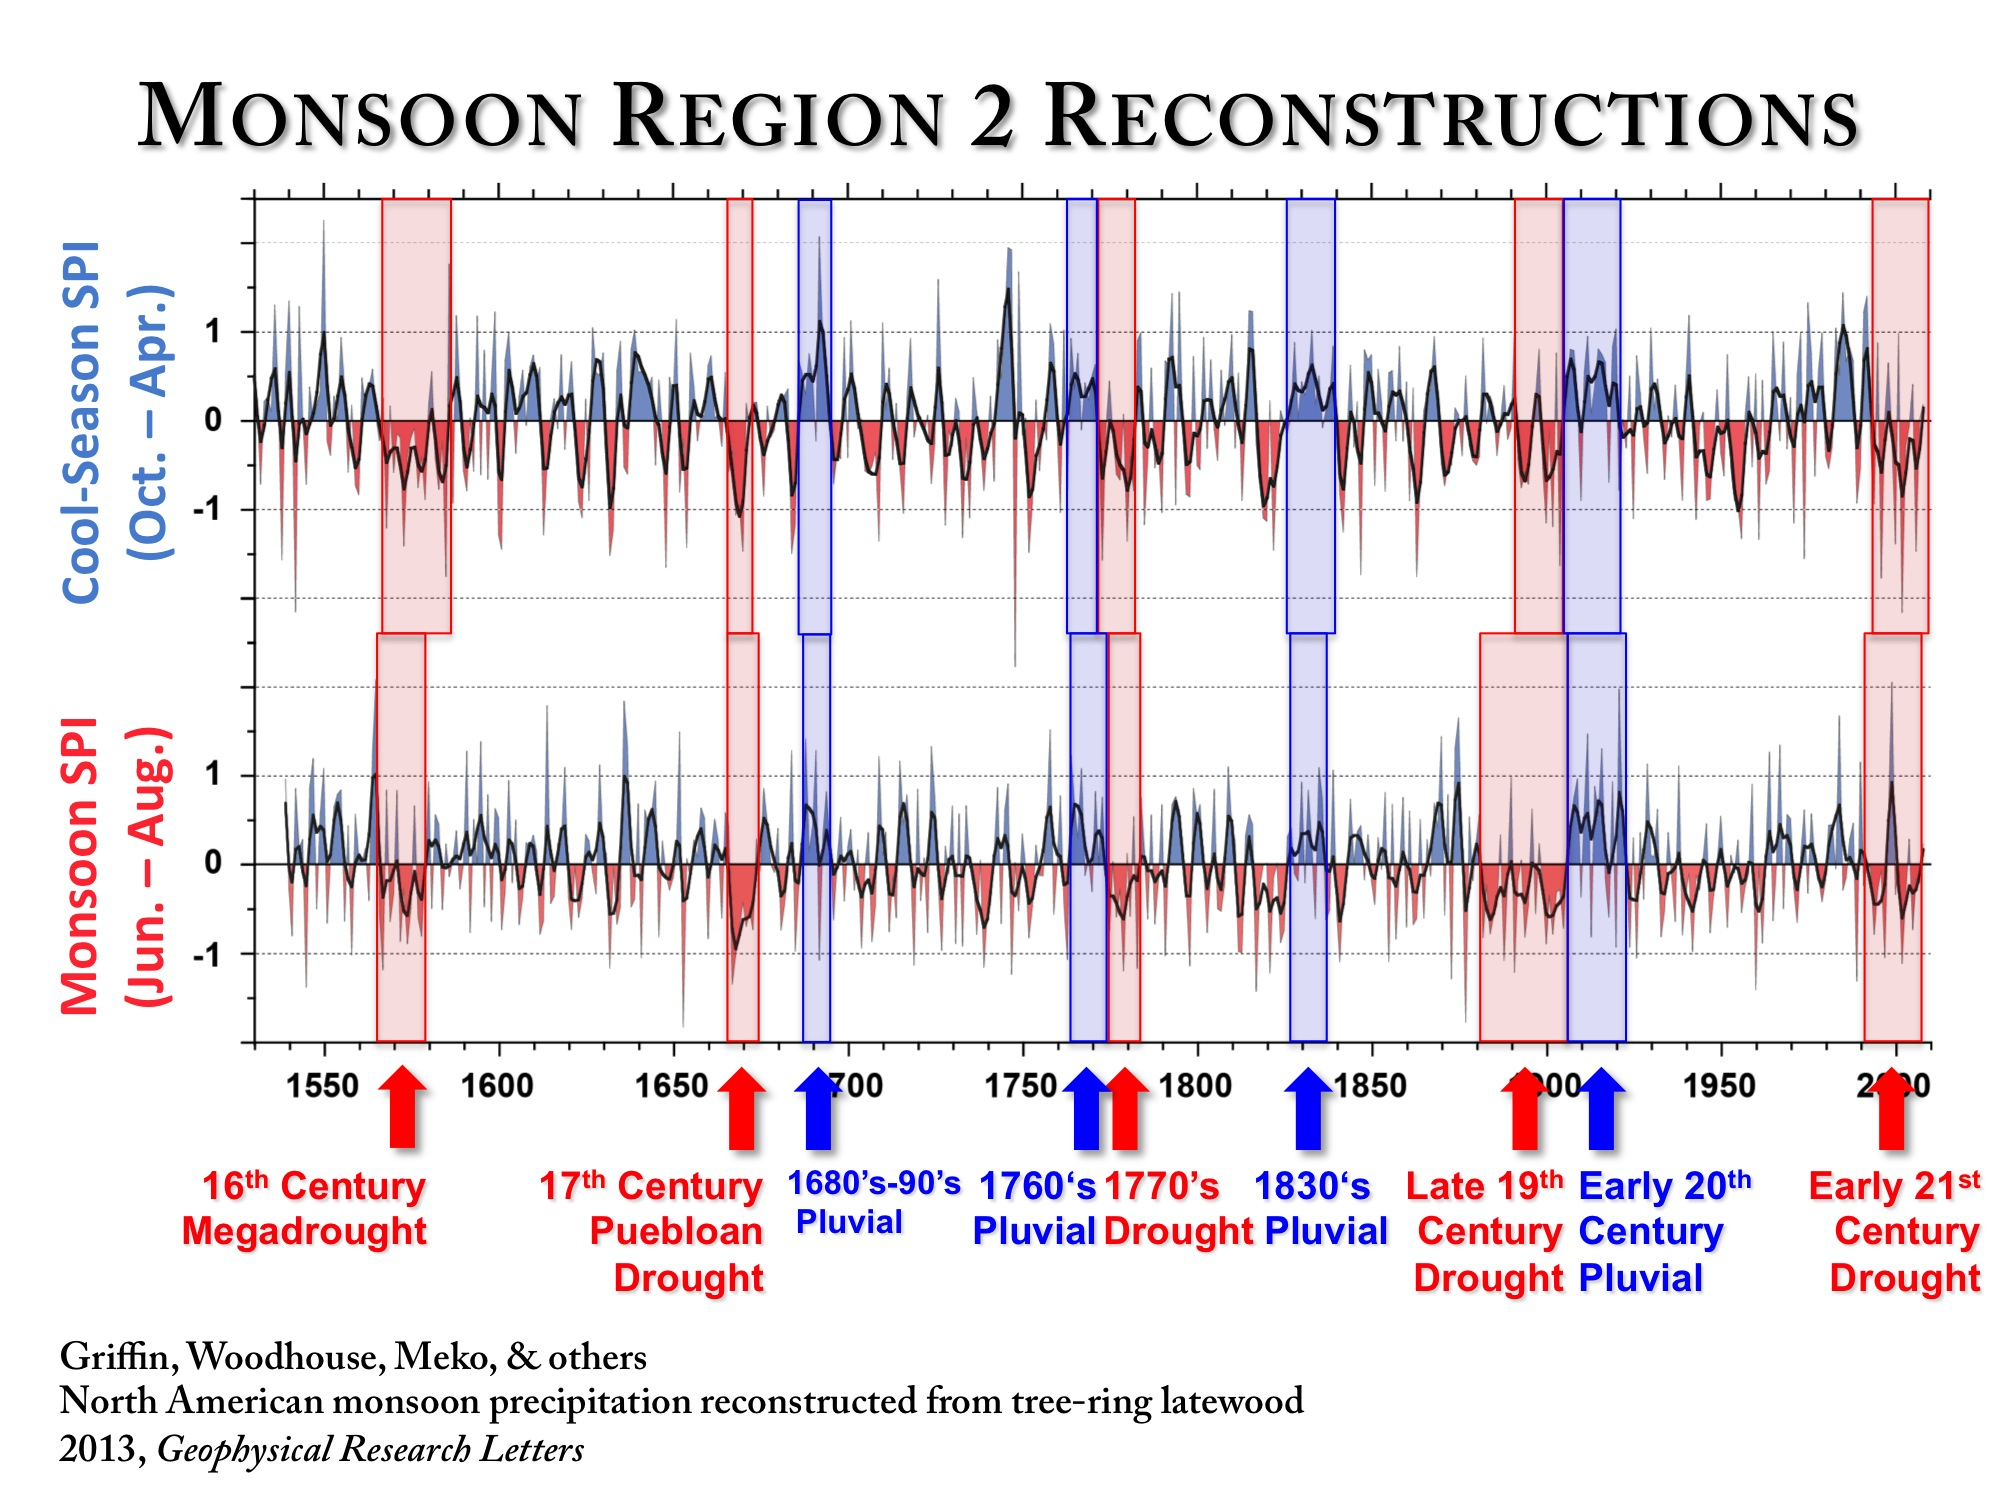 MONSOON REGION 2 RECONSTRUCTIONS
Cool-Season SPI
(Oct. – Apr.)
1
0
-1
Monsoon SPI
(Jun. – Aug.)
1
0
-1
1550 1600 1650 700 1750 1800 1850 1950
16th Century
Megadrought
17th Century
Puebloan
Drought
1680’s-90’s
Pluvial
1760‘s
Pluvial
1770’s
Drought
1830‘s
Pluvial
Late 19th
Century
Drought
Early 20th
Century
Pluvial
Early 21st
Century
Drought
Griffin, Woodhouse, Meko, & others
North American monsoon precipitation reconstructed from tree-ring latewood
2013, Geophysical Research Letters